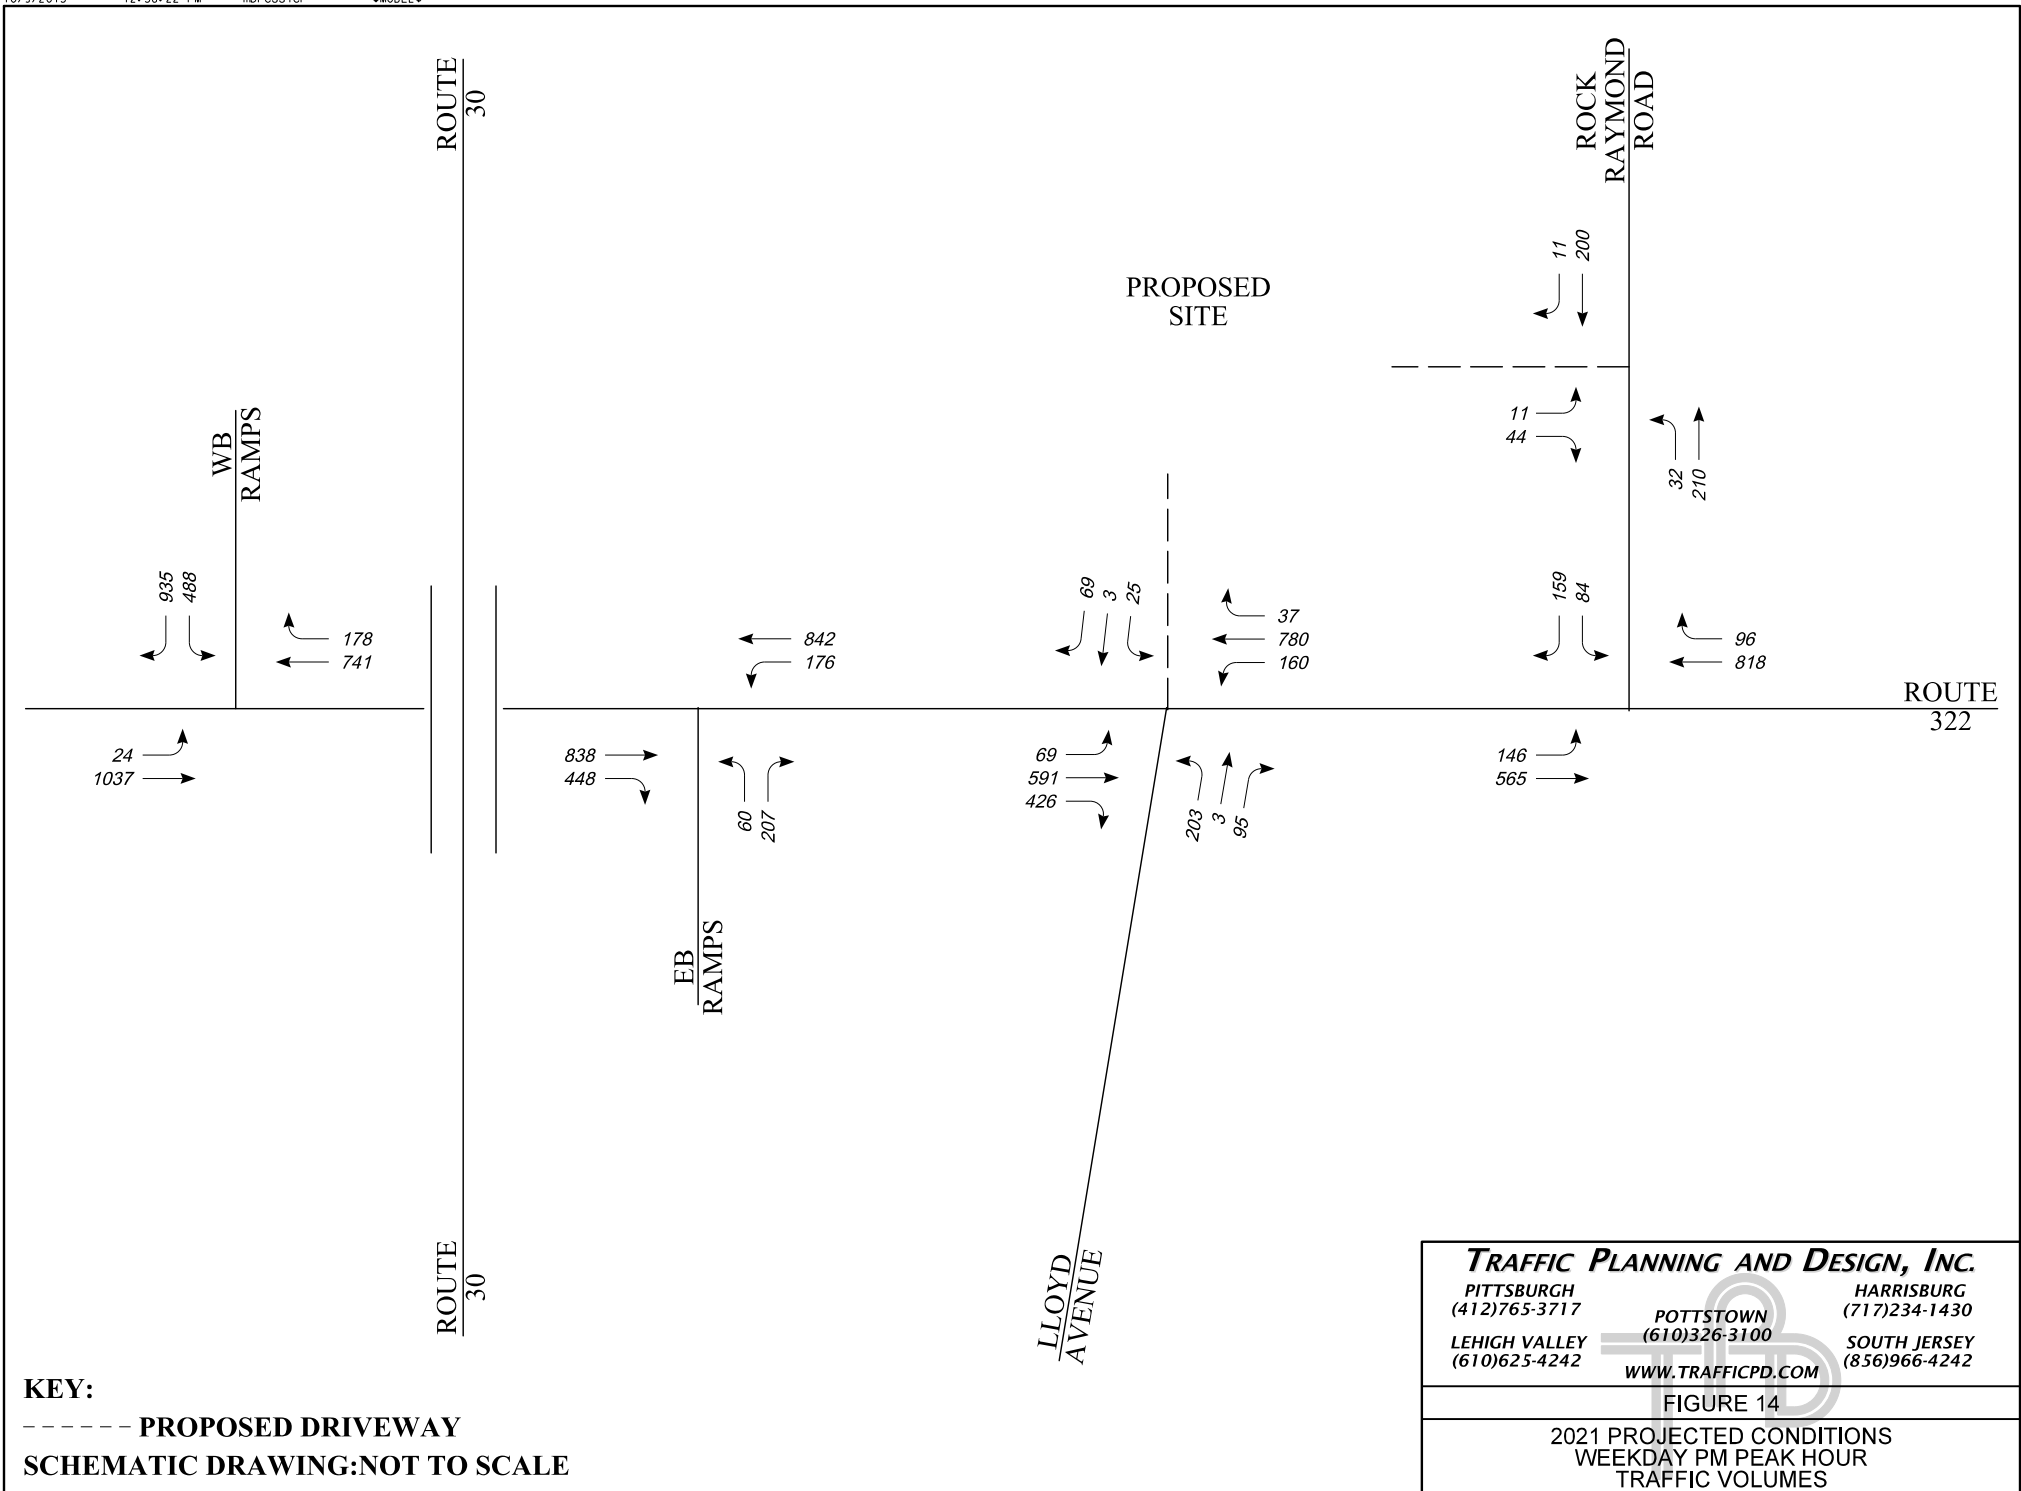 ROUTE
30
ROCK
RAYMOND
ROAD
11
200
PROPOSED
SITE
11
44
32
210
WB
RAMPS
935
488
178
741
842
176
69
3
25
37
780
160
159
84
96
818
ROUTE
322
24
1037
838
448
60
207
69
591
426
203
3
95
146
565
EB
RAMPS
ROUTE
30
LLOYD
AVENUE
KEY:
------ PROPOSED DRIVEWAY
SCHEMATIC DRAWING:NOT TO SCALE
TRAFFIC PLANNING AND DESIGN, INC.
PITTSBURGH
(412)765-3717
HARRISBURG
(717)234-1430
POTTSTOWN
(610)326-3100
LEHIGH VALLEY
(610)625-4242
SOUTH JERSEY
(856)966-4242
WWW.TRAFFICPD.COM
FIGURE 14
2021 PROJECTED CONDITIONS
WEEKDAY PM PEAK HOUR
TRAFFIC VOLUMES